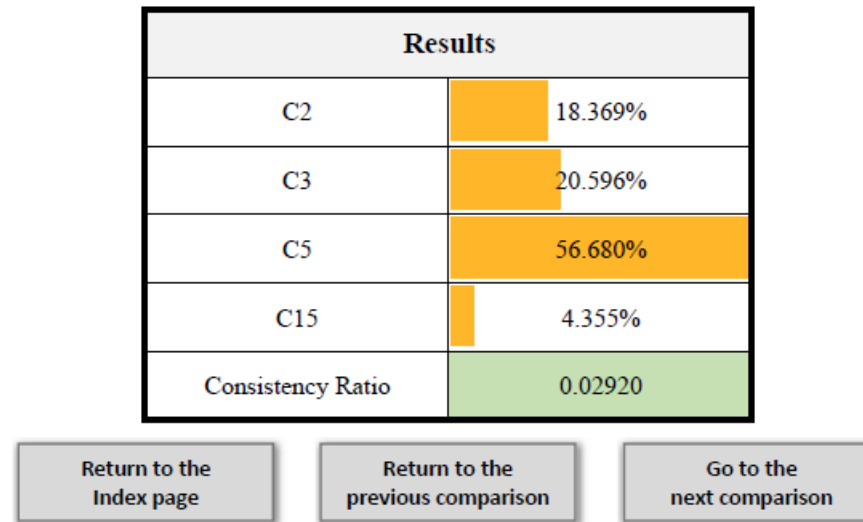 Results
C2 18.369%
C3 20.596%
C5 56.680%
C15 4.355%
Consistency Ratio 0.02920
Return to the
Index page
Return to the
previous comparison
Go to the
next comparison